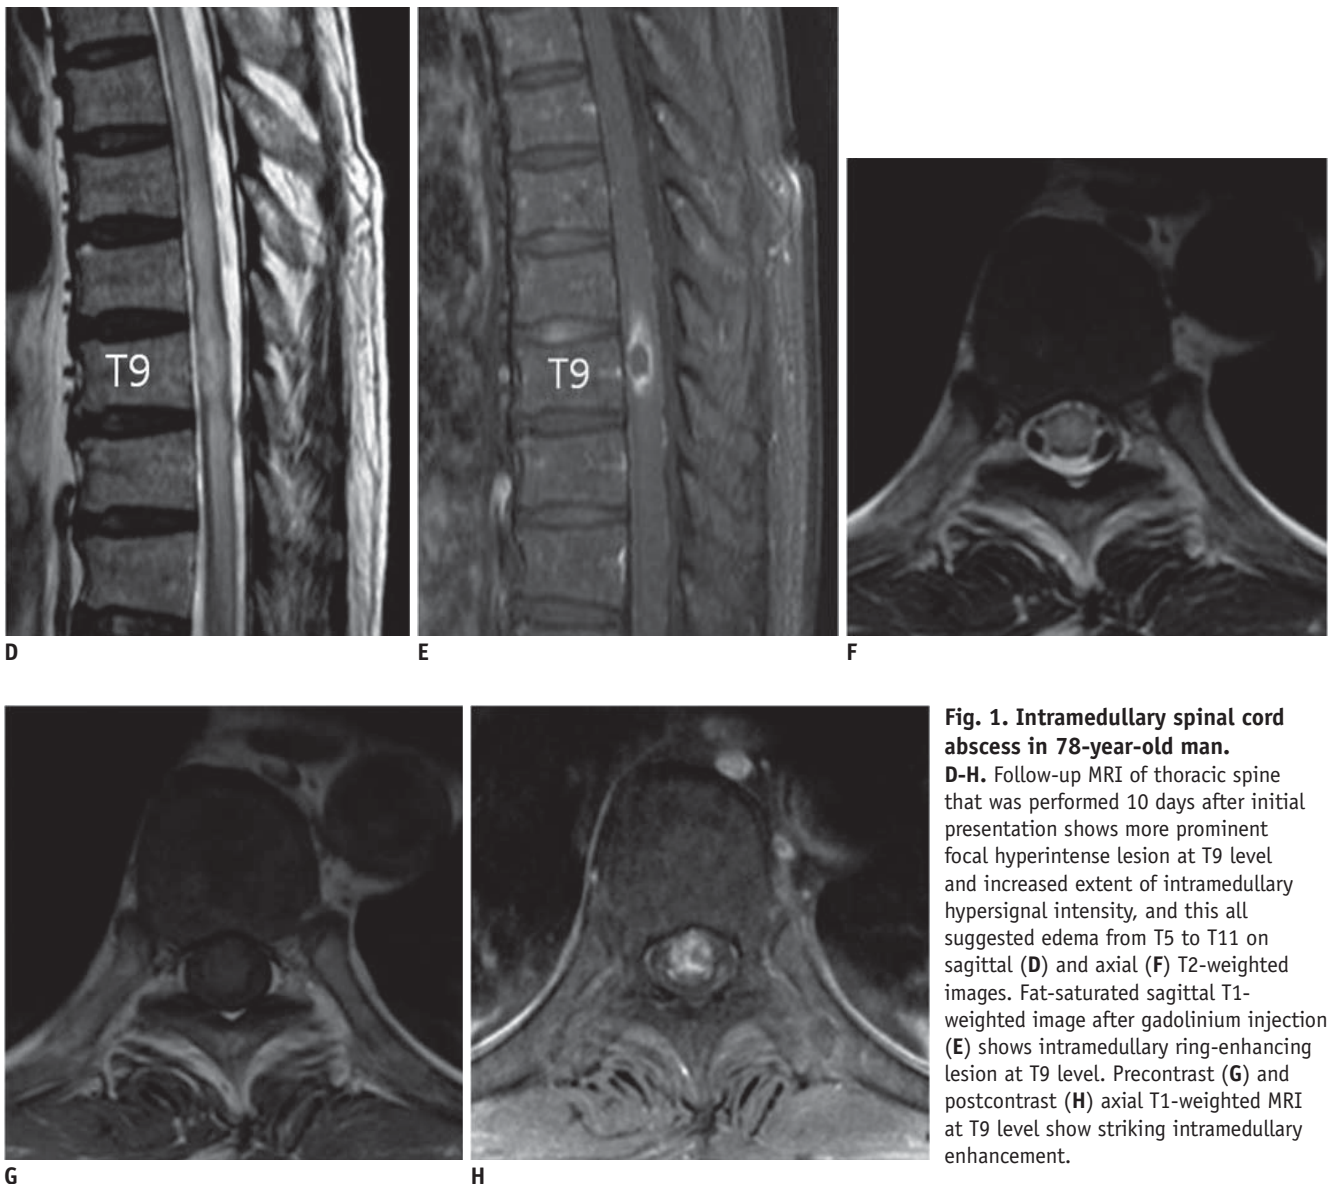 T9
T9
D
E
F
G
H
Fig. 1. Intramedullary spinal cord
abscess in 78-year-old man.
D-H. Follow-up MRI of thoracic spine
that was performed 10 days after initial
presentation shows more prominent
focal hyperintense lesion at T9 level
and increased extent of intramedullary
hypersignal intensity, and this all
suggested edema from T5 to T11 on
sagittal (D) and axial (F) T2-weighted
images. Fat-saturated sagittal T1-
weighted image after gadolinium injection
(E) shows intramedullary ring-enhancing
lesion at T9 level. Precontrast (G) and
postcontrast (H) axial T1-weighted MRI
at T9 level show striking intramedullary
enhancement.